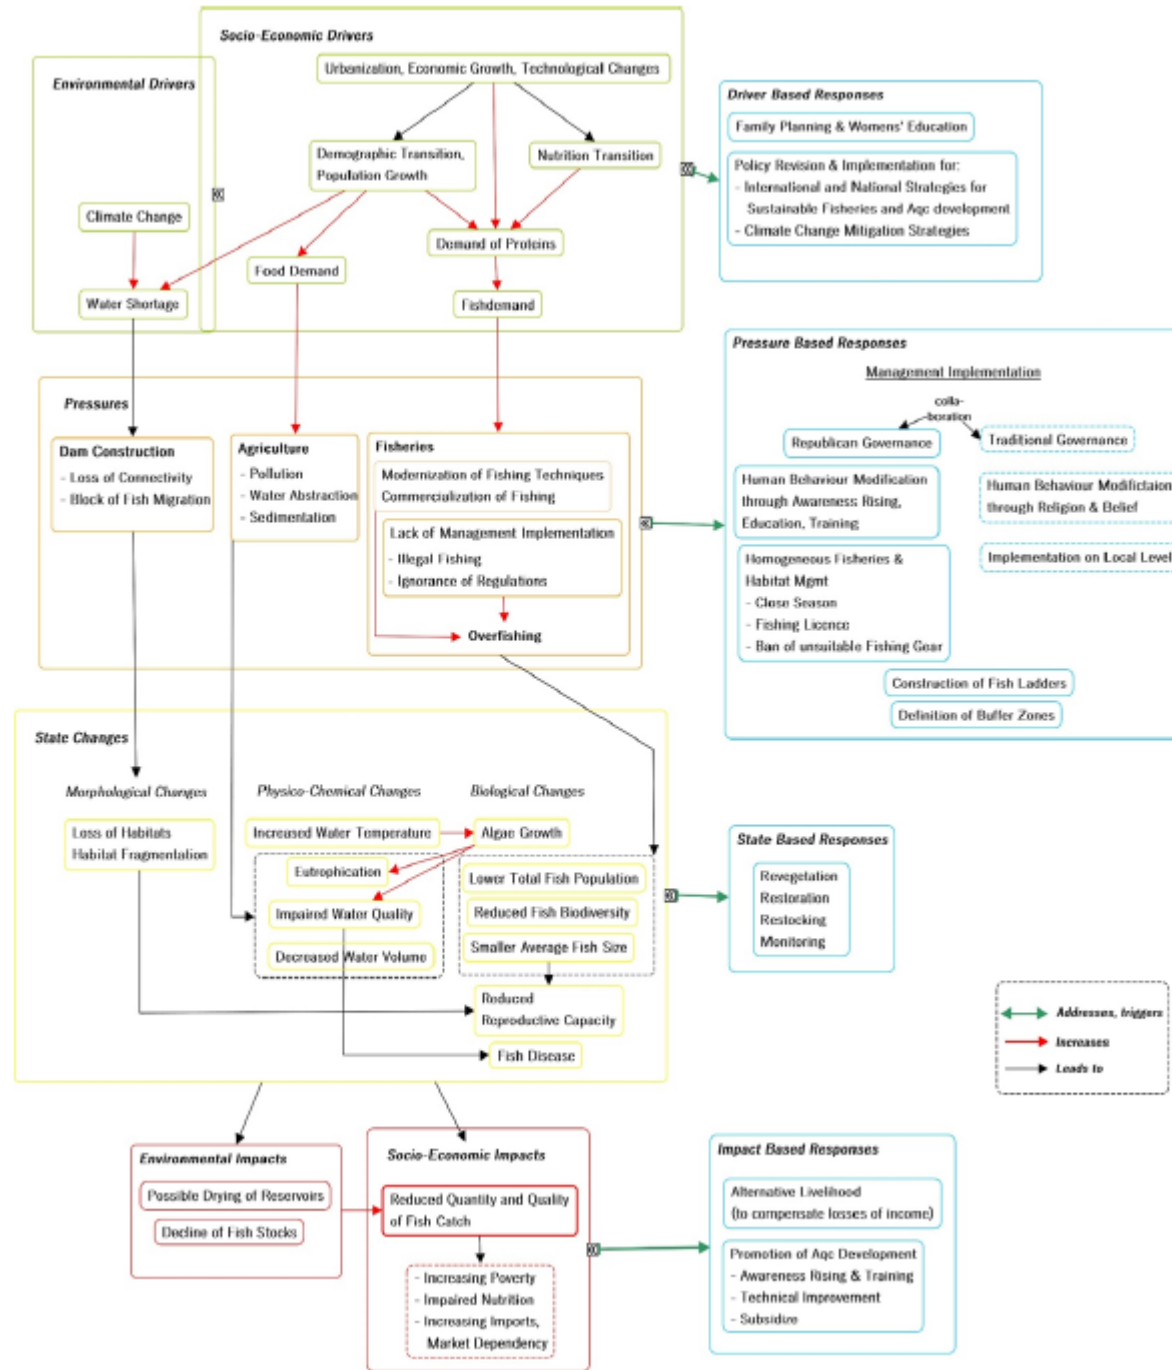 Socio-Economic Drivers
Urbanization, Economic Growth, Technological Changes
Environmental Drivers
Demographic Transition,
Population Growth
Nutrition Transition
Climate Change
Demand of Proteins
Food Demand
Water Shortage
Fishdemand
Driver Based Responses
Family Planning & Womens' Education
Policy Revision & Implementation for:
- International and National Strategies for
Sustainable Fisheries and Aqc development
- Climate Change Mitigation Strategies
Pressures
Dam Construction
- Loss of Connectivity
- Block of Fish Migration
Agriculture
- Pollution
- Water Abstraction
- Sedimentation
Fisheries
Modernization of Fishing Techniques
Commercialization of Fishing
Lack of Management Implementation
- Illegal Fishing
- Ignorance of Regulations
Overfishing
Pressure Based Responses
Management Implementation
colla-
boration
Republican Governance
Traditional Governance
Human Behaviour Modification
through Awareness Rising,
Education, Training
Human Behaviour Modifictaion
through Religion & Belief
Homogeneous Fisheries &
Habitat Mgmt
- Close Season
- Fishing Licence
- Ban of unsuitable Fishing Gear
Implementation on Local Level
Construction of Fish Ladders
Definition of Buffer Zones
State Changes
Morphological Changes
Loss of Habitats
Habitat Fragmentation
Physico-Chemical Changes
Increased Water Temperature
Eutrophication
Impaired Water Quality
Decreased Water Volume
Biological Changes
Algae Growth
Lower Total Fish Population
Reduced Fish Biodiversity
Smaller Average Fish Size
Reduced
Reproductive Capacity
Fish Disease
State Based Responses
Revegetation
Restoration
Restocking
Monitoring
Addresses, triggers
Increases
Leads to
Environmental Impacts
Possible Drying of Reservoirs
Decline of Fish Stocks
Socio-Economic Impacts
Reduced Quantity and Quality
of Fish Catch
- Increasing Poverty
- Impaired Nutrition
- Increasing Imports,
Market Dependency
Impact Based Responses
Alternative Livelihood
(to compensate losses of income)
Promotion of Aqc Development
- Awareness Rising & Training
- Technical Improvement
- Subsidize